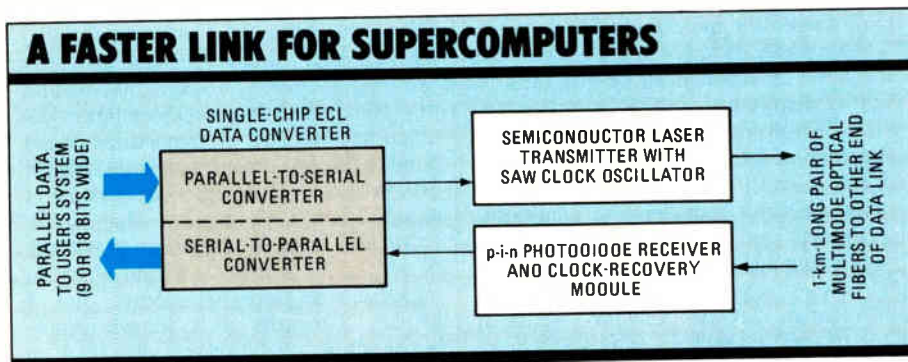 A FASTER LINK FOR SUPERCOMPUTERS
PARALLEL DATA
TO USER'S SYSTEM
(9 OR 18 BITS WIDE)
SINGLE-CHIP ECL
DATA CONVERTER
PARALLEL-TO-SERIAL
CONVERTER
SERIAL-TO-PARALLEL
CONVERTER
SEMICONDUCTOR LASER
TRANSMITTER WITH
SAW CLOCK OSCILLATOR
p-i-n PHOTODIODE RECEIVER
AND CLOCK-RECOVERY
MODULE
1-km-LONG PAIR OF
MULTIMODE OPTICAL
FIBERS TO OTHER END
OF DATA LINK